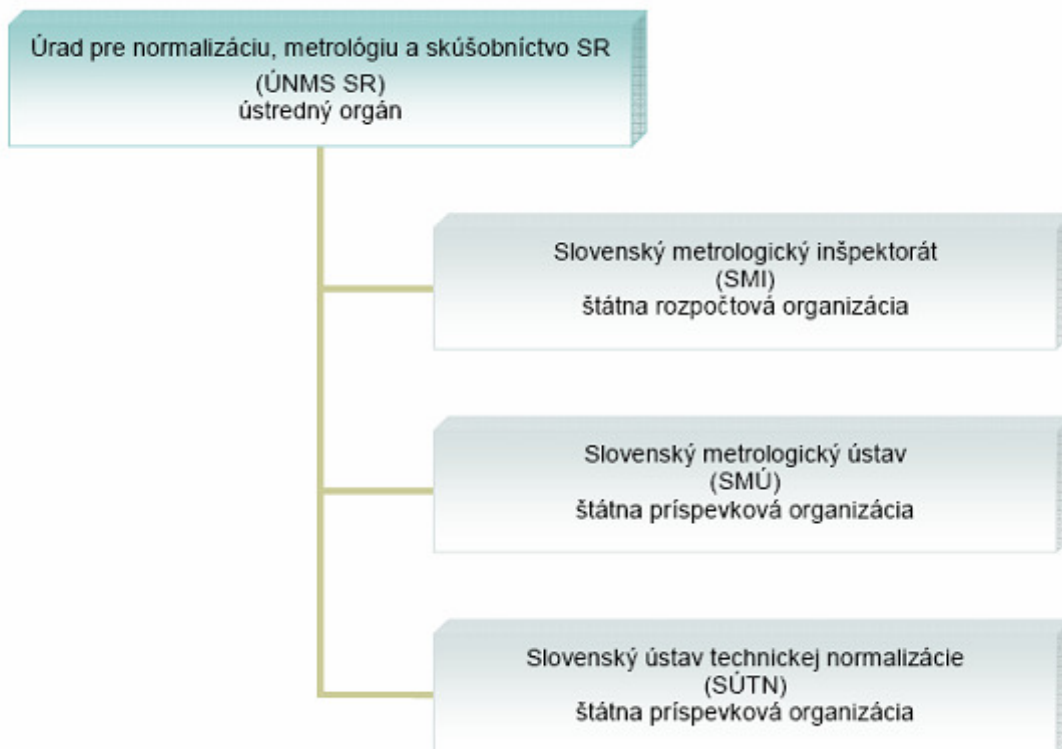 Úrad pre normalizáciu, metrológiu a skúšobníctvo SR
(ÚNMS SR)
ústredný orgán
Slovenský metrologický inšpektorát
(SMI)
štátna rozpočtová organizácia
Slovenský metrologický ústav
(SMÚ)
štátna príspevková organizácia
Slovenský ústav technickej normalizácie
(SÚTN)
štátna príspevková organizácia